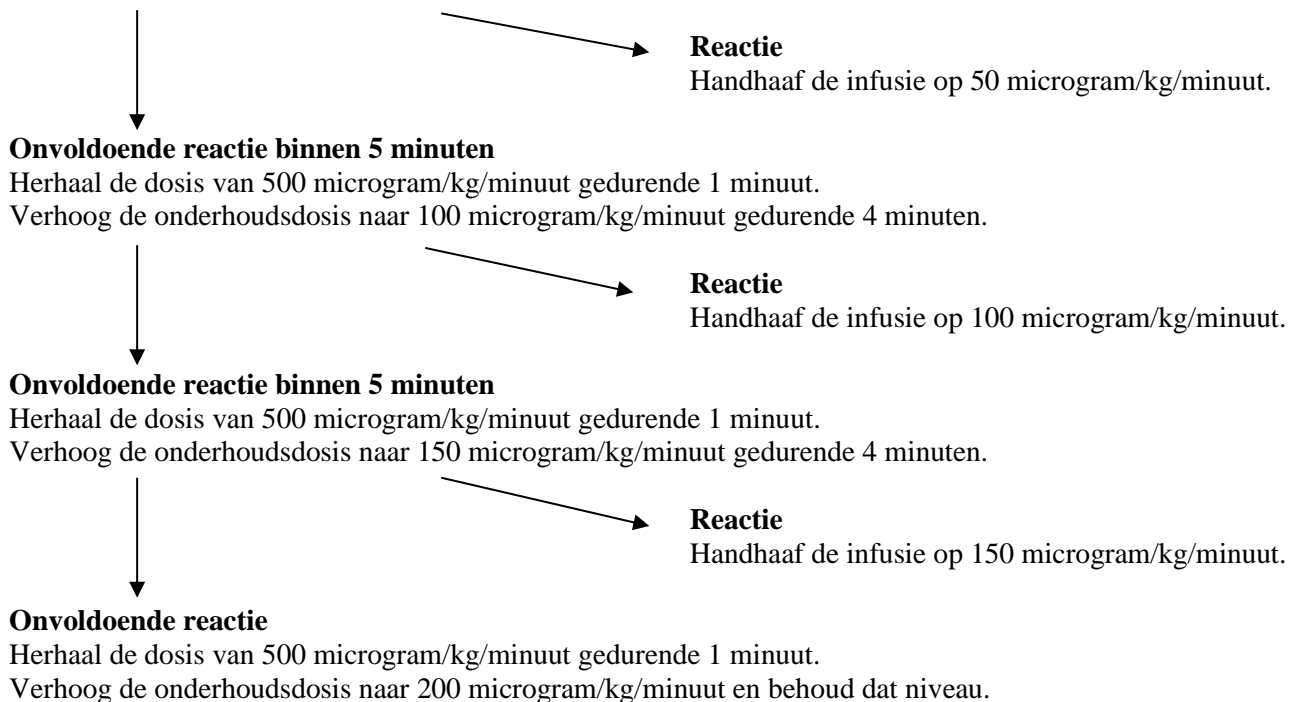 Reactie
Handhaaf de infusie op 50 microgram/kg/minuut.
Onvoldoende reactie binnen 5 minuten
Herhaal de dosis van 500 microgram/kg/minuut gedurende 1 minuut.
Verhoog de onderhoudsdosis naar 100 microgram/kg/minuut gedurende 4 minuten.
Reactie
Handhaaf de infusie op 100 microgram/kg/minuut.
Onvoldoende reactie binnen 5 minuten
Herhaal de dosis van 500 microgram/kg/minuut gedurende 1 minuut.
Verhoog de onderhoudsdosis naar 150 microgram/kg/minuut gedurende 4 minuten.
Reactie
Handhaaf de infusie op 150 microgram/kg/minuut.
Onvoldoende reactie
Herhaal de dosis van 500 microgram/kg/minuut gedurende 1 minuut.
Verhoog de onderhoudsdosis naar 200 microgram/kg/minuut en behoud dat niveau.